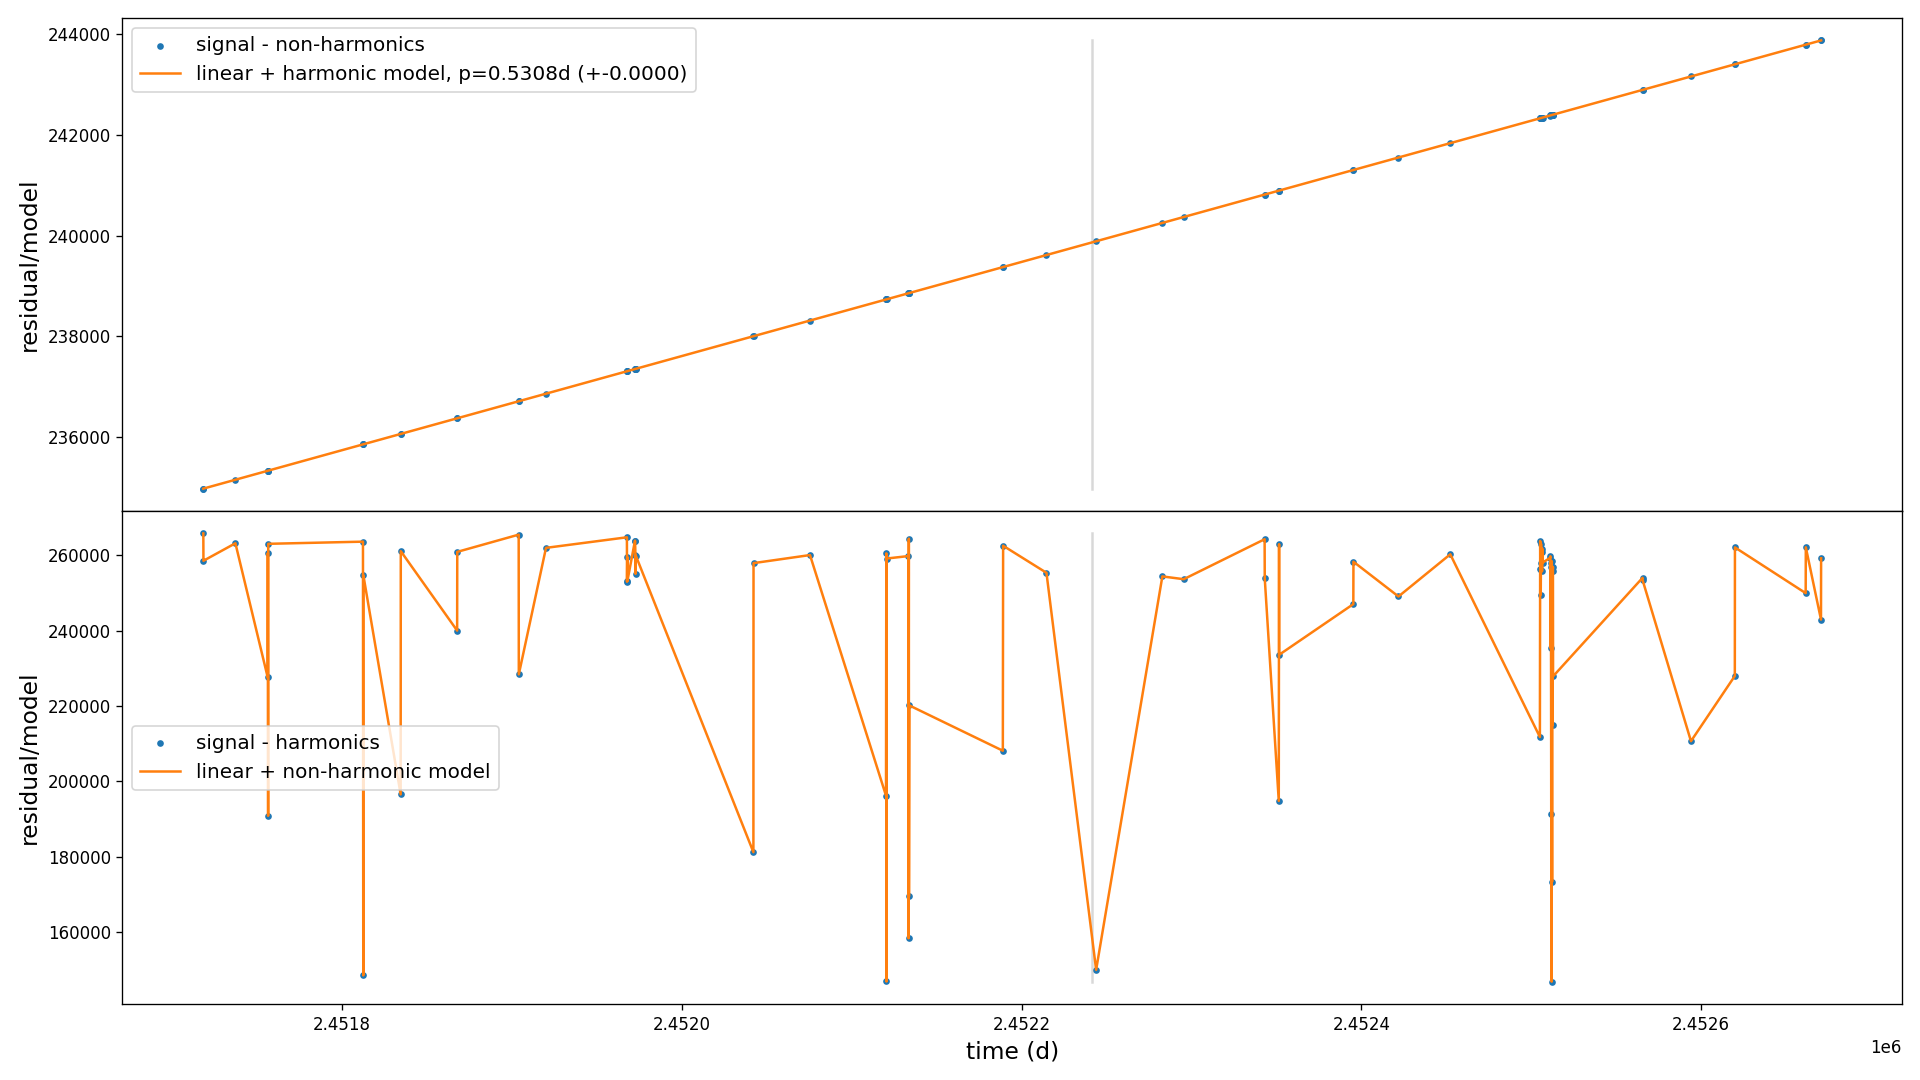 244000
242000
240000
238000
236000
residual/model
signal - non-harmonics
linear + harmonic model, p=0.5308d (+-0.0000)
260000
240000
220000
200000
180000
160000
residual/model
signal - harmonics
linear + non-harmonic model
2.4518
2.4520
2.4522
2.4524
2.4526
time (d)
1e6